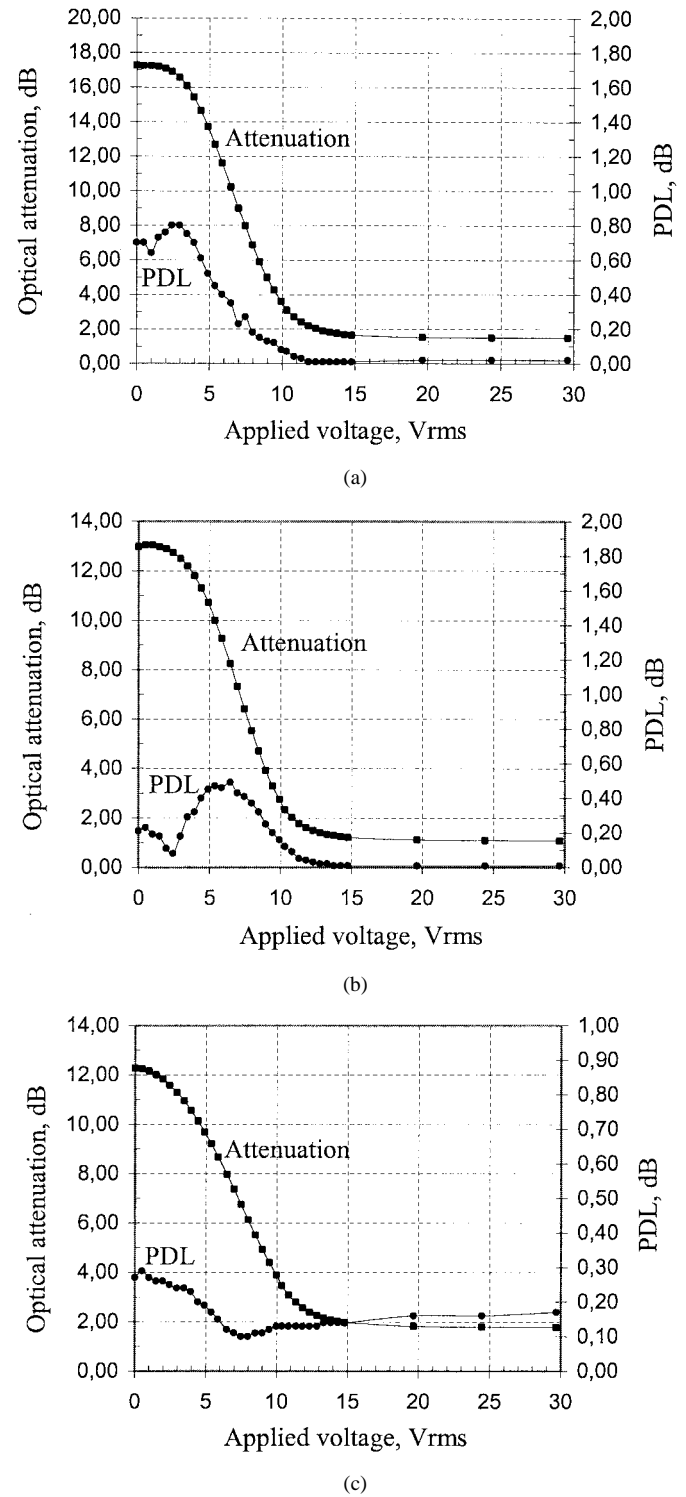 20,00
18,00
16,00
14,00
12,00
10,00
8,00
6,00
4,00
2,00
0,00
Optical attenuation, dB
Attenuation
PDL
2,00
1,80
1,60
1,40
1,20
1,00
0,80
0,60
0,40
0,20
0,00
PDL, dB
0 5 10 15 20 25 30
Applied voltage, Vrms
(a)
14,00
12,00
10,00
8,00
6,00
4,00
2,00
0,00
Optical attenuation, dB
Attenuation
PDL
2,00
1,80
1,60
1,40
1,20
1,00
0,80
0,60
0,40
0,20
0,00
PDL, dB
0 5 10 15 20 25 30
Applied voltage, Vrms
(b)
14,00
12,00
10,00
8,00
6,00
4,00
2,00
0,00
Optical attenuation, dB
Attenuation
PDL
1,00
0,90
0,80
0,70
0,60
0,50
0,40
0,30
0,20
0,10
0,00
PDL, dB
0 5 10 15 20 25 30
Applied voltage, Vrms
(c)